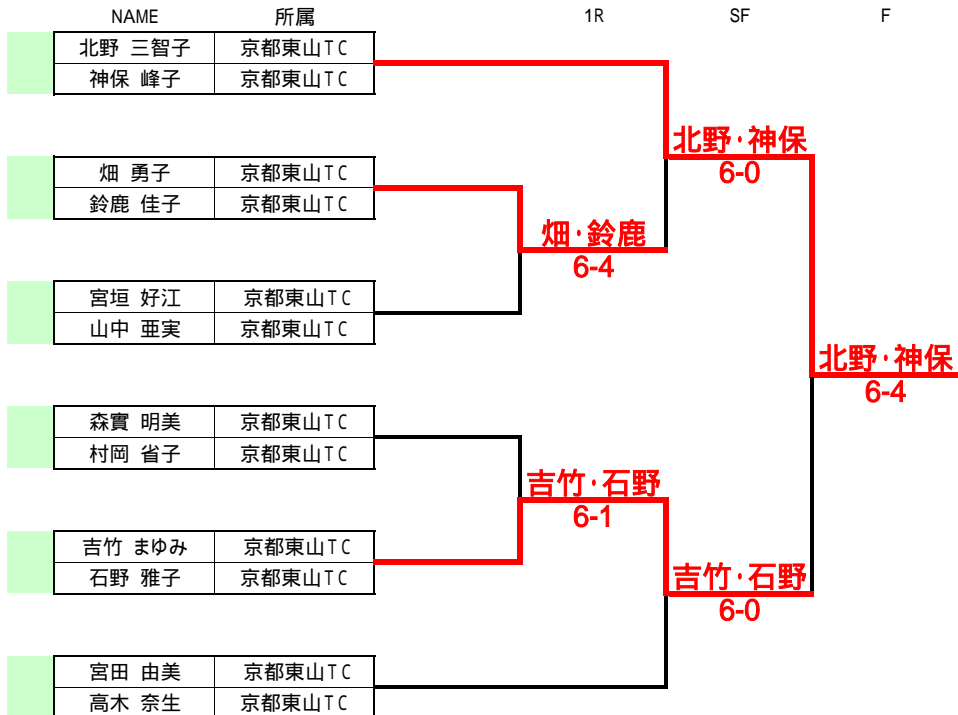 NAME 所属 1R SF F
北野 三智子 京都東山TC
神保 峰子 京都東山TC
北野・神保
6-0
畑 勇子 京都東山TC
鈴鹿 佳子 京都東山TC
畑・鈴鹿
6-4
宮垣 好江 京都東山TC
山中 亜実 京都東山TC
北野・神保
6-4
森實 明美 京都東山TC
村岡 省子 京都東山TC
吉竹・石野
6-1
吉竹 まゆみ 京都東山TC
石野 雅子 京都東山TC
吉竹・石野
6-0
宮田 由美 京都東山TC
高木 奈生 京都東山TC